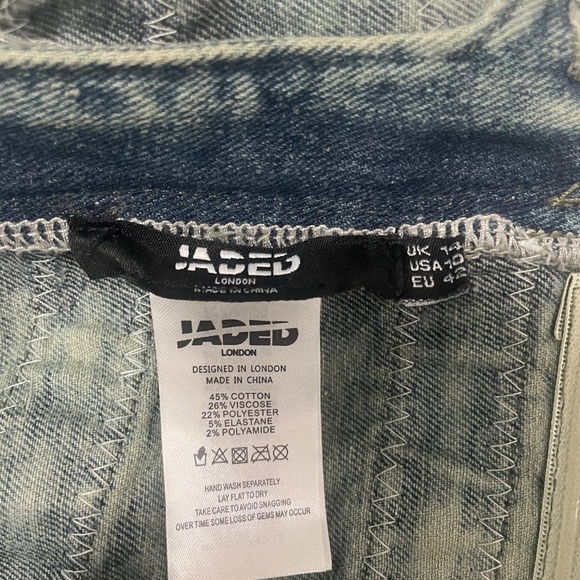 JADED
LONDON
MADE IN CHINA
UK 14
USA 10
EU 42
JADED
LONDON
DESIGNED IN LONDON
MADE IN CHINA
45% COTTON
26% VISCOSE
22% POLYESTER
5% ELASTANE
2% POLYAMIDE
HAND WASH SEPARATELY
LAY FLAT TO DRY
TAKE CARE TO AVOID SNAGGING
OVER TIME SOME LOSS OF GEMS MAY OCCUR